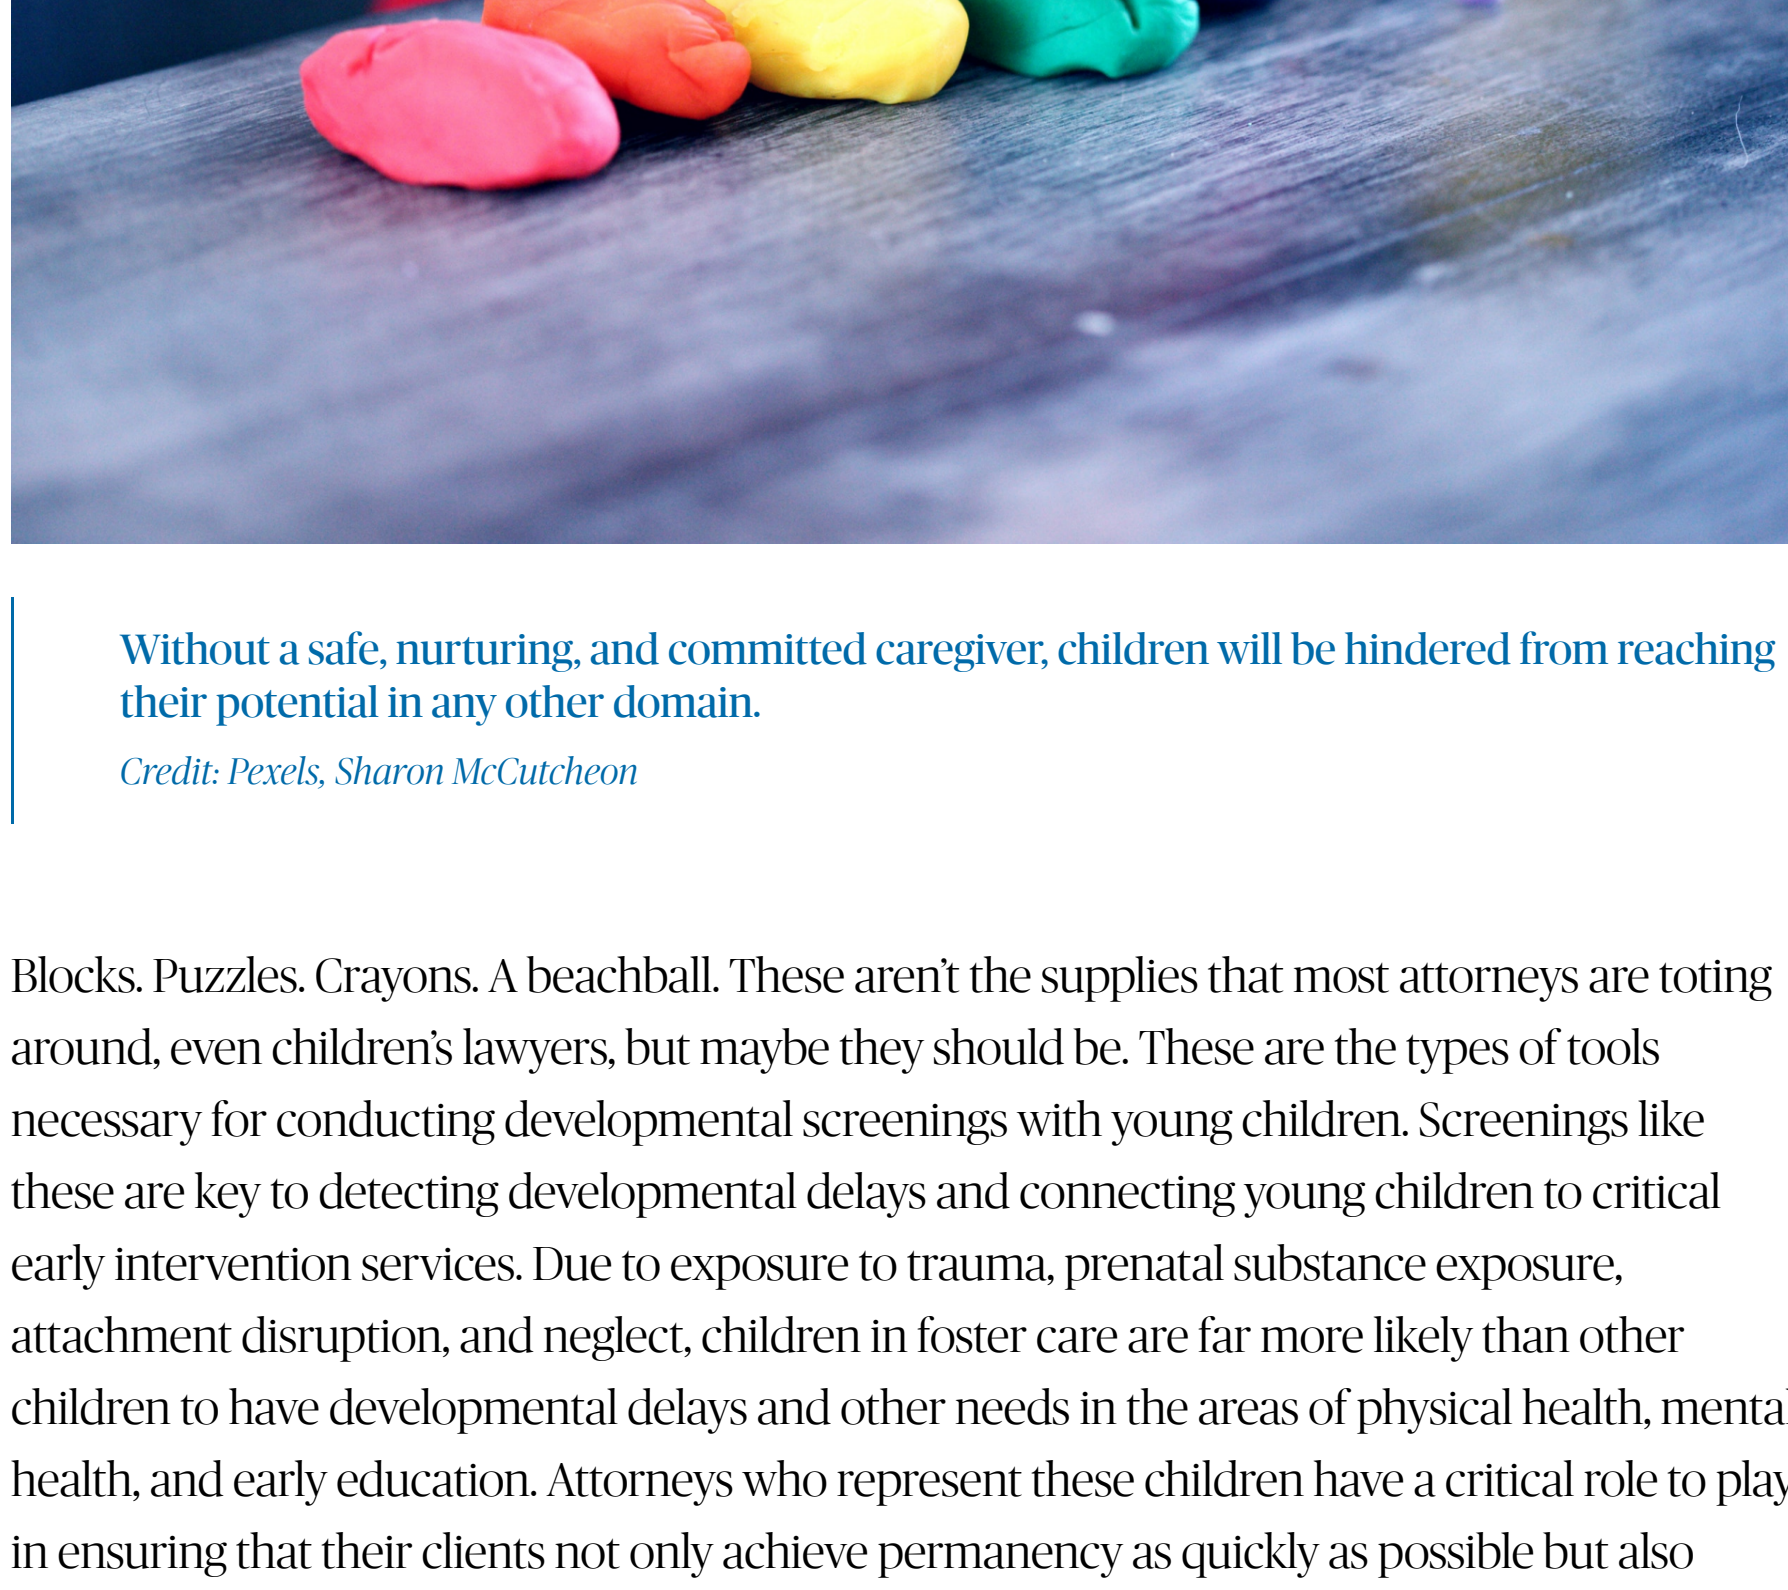 Without a safe, nurturing, and committed caregiver, children will be hindered from reaching
their potential in any other domain.
Credit: Pexels, Sharon McCutcheon
Blocks. Puzzles. Crayons. A beachball. These aren’t the supplies that most attorneys are toting
around, even children’s lawyers, but maybe they should be. These are the types of tools
necessary for conducting developmental screenings with young children. Screenings like
these are key to detecting developmental delays and connecting young children to critical
early intervention services. Due to exposure to trauma, prenatal substance exposure,
attachment disruption, and neglect, children in foster care are far more likely than other
children to have developmental delays and other needs in the areas of physical health, mental
health, and early education. Attorneys who represent these children have a critical role to play
in ensuring that their clients not only achieve permanency as quickly as possible but also